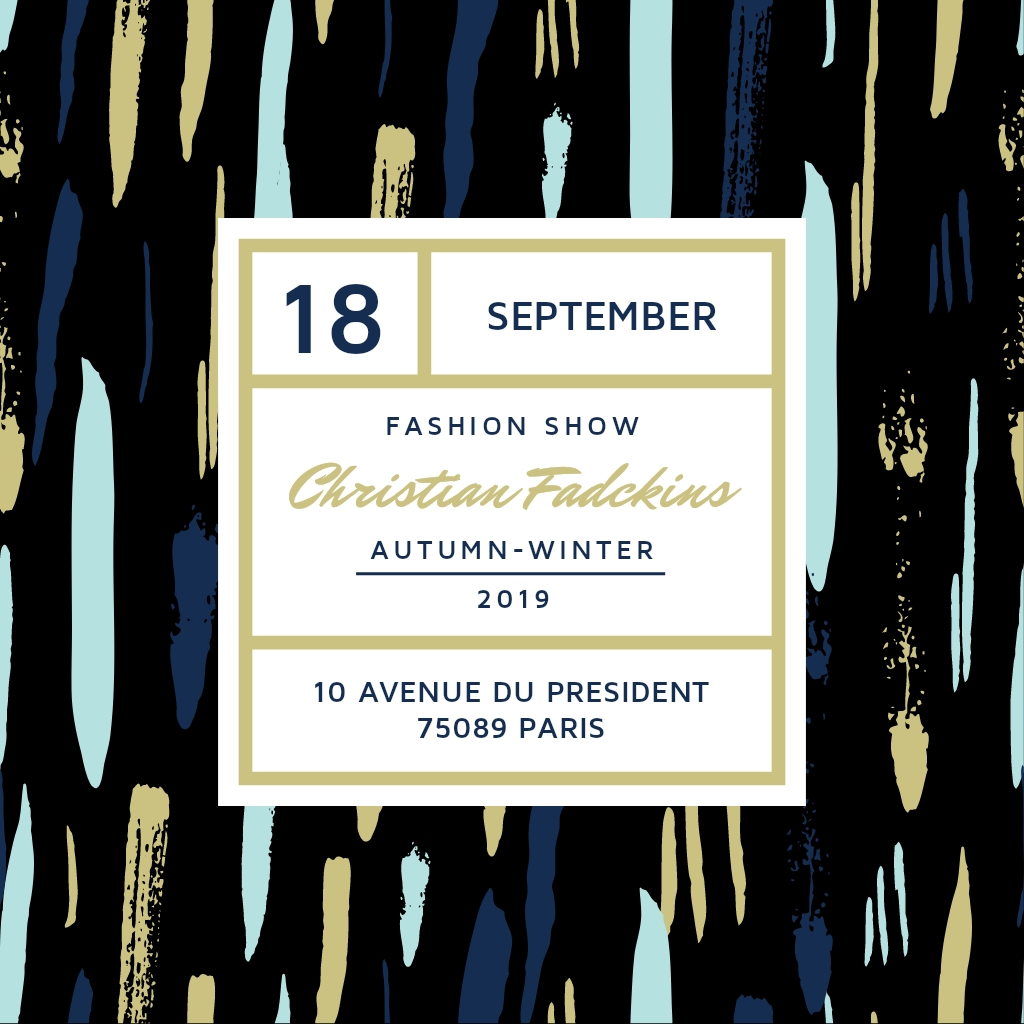 18
SEPTEMBER
FASHION SHOW
Christian Fadckins
AUTUMN-WINTER
2019
10 AVENUE DU PRESIDENT
75089 PARIS